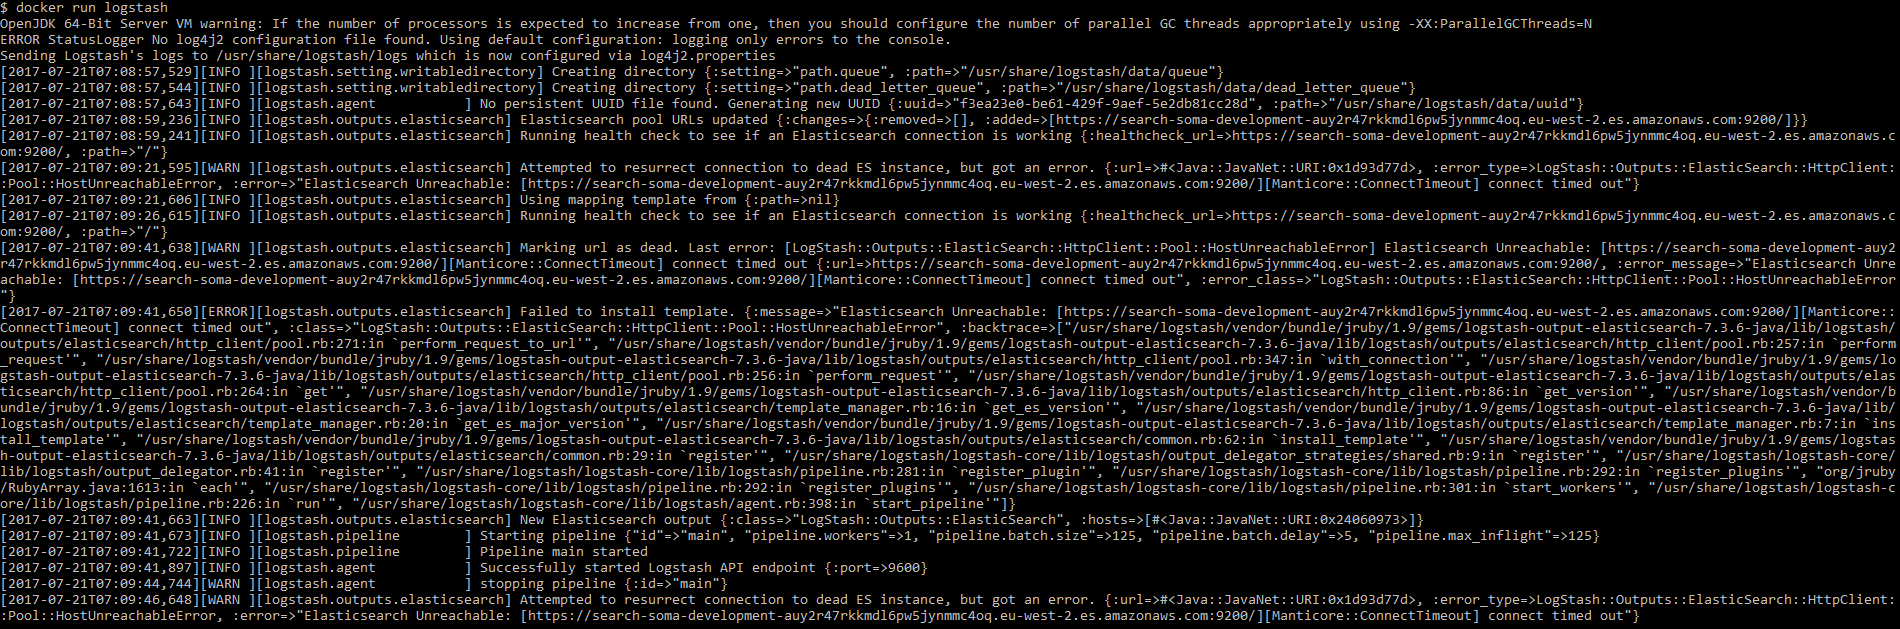 $ docker run logstash
OpenJDK 64-Bit Server VM warning: If the number of processors is expected to increase from one, then you should configure the number of parallel GC threads appropriately using -XX:ParallelGCThreads=N
ERROR StatusLogger No log4j2 configuration file found. Using default configuration: logging only errors to the console.
Sending Logstash's logs to /usr/share/logstash/logs which is now configured via log4j2.properties
[2017-07-21T07:08:57,529][INFO ][logstash.setting.writabledirectory] Creating directory {:setting=>"path.queue", :path=>"/usr/share/logstash/data/queue"}
[2017-07-21T07:08:57,544][INFO ][logstash.setting.writabledirectory] Creating directory {:setting=>"path.dead_letter_queue", :path=>"/usr/share/logstash/data/dead_letter_queue"}
[2017-07-21T07:08:57,643][INFO ][logstash.agent           ] No persistent UUID file found. Generating new UUID {:uuid=>"f3ea23e0-be61-429f-9aef-5e2db81cc28d", :path=>"/usr/share/logstash/data/uuid"}
[2017-07-21T07:08:59,236][INFO ][logstash.outputs.elasticsearch] Elasticsearch pool URLs updated {:changes=>{:removed=>[], :added=>[https://search-soma-development-auy2r47rkkmdl6pw5jynmmc4oq.eu-west-2.es.amazonaws.com:9200/]}}
[2017-07-21T07:08:59,241][INFO ][logstash.outputs.elasticsearch] Running health check to see if an Elasticsearch connection is working {:healthcheck_url=>https://search-soma-development-auy2r47rkkmdl6pw5jynmmc4oq.eu-west-2.es.amazonaws.c
om:9200/, :path=>"/"}
[2017-07-21T07:09:21,595][WARN ][logstash.outputs.elasticsearch] Attempted to resurrect connection to dead ES instance, but got an error. {:url=>#<Java::JavaNet::URI:0x1d93d77d>, :error_type=>LogStash::Outputs::ElasticSearch::HttpClient:
:Pool::HostUnreachableError, :error=>"Elasticsearch Unreachable: [https://search-soma-development-auy2r47rkkmdl6pw5jynmmc4oq.eu-west-2.es.amazonaws.com:9200/][Manticore::ConnectTimeout] connect timed out"}
[2017-07-21T07:09:21,606][INFO ][logstash.outputs.elasticsearch] Using mapping template from {:path=>nil}
[2017-07-21T07:09:26,615][INFO ][logstash.outputs.elasticsearch] Running health check to see if an Elasticsearch connection is working {:healthcheck_url=>https://search-soma-development-auy2r47rkkmdl6pw5jynmmc4oq.eu-west-2.es.amazonaws.c
om:9200/, :path=>"/"}
[2017-07-21T07:09:41,638][WARN ][logstash.outputs.elasticsearch] Marking url as dead. Last error: [LogStash::Outputs::ElasticSearch::HttpClient::Pool::HostUnreachableError] Elasticsearch Unreachable: [https://search-soma-development-auy2
r47rkkmdl6pw5jynmmc4oq.eu-west-2.es.amazonaws.com:9200/][Manticore::ConnectTimeout] connect timed out {:url=>https://search-soma-development-auy2r47rkkmdl6pw5jynmmc4oq.eu-west-2.es.amazonaws.com:9200/, :error_message=>"Elasticsearch Unre
achable: [https://search-soma-development-auy2r47rkkmdl6pw5jynmmc4oq.eu-west-2.es.amazonaws.com:9200/][Manticore::ConnectTimeout] connect timed out", :error_class=>"LogStash::Outputs::ElasticSearch::HttpClient::Pool::HostUnreachableError
"}
[2017-07-21T07:09:41,650][ERROR][logstash.outputs.elasticsearch] Failed to install template. {:message=>"Elasticsearch Unreachable: [https://search-soma-development-auy2r47rkkmdl6pw5jynmmc4oq.eu-west-2.es.amazonaws.com:9200/][Manticore::
ConnectTimeout] connect timed out", :class=>"LogStash::Outputs::ElasticSearch::HttpClient::Pool::HostUnreachableError", :backtrace=>["/usr/share/logstash/vendor/bundle/jruby/1.9/gems/logstash-output-elasticsearch-7.3.6-java/lib/logstash/
outputs/elasticsearch/http_client/pool.rb:271:in `perform_request_to_url'", "/usr/share/logstash/vendor/bundle/jruby/1.9/gems/logstash-output-elasticsearch-7.3.6-java/lib/logstash/outputs/elasticsearch/http_client/pool.rb:257:in `perform
_request'", "/usr/share/logstash/vendor/bundle/jruby/1.9/gems/logstash-output-elasticsearch-7.3.6-java/lib/logstash/outputs/elasticsearch/http_client/pool.rb:347:in `with_connection'", "/usr/share/logstash/vendor/bundle/jruby/1.9/gems/lo
gstash-output-elasticsearch-7.3.6-java/lib/logstash/outputs/elasticsearch/http_client/pool.rb:256:in `perform_request'", "/usr/share/logstash/vendor/bundle/jruby/1.9/gems/logstash-output-elasticsearch-7.3.6-java/lib/logstash/outputs/elas
ticsearch/http_client/pool.rb:264:in `get'", "/usr/share/logstash/vendor/bundle/jruby/1.9/gems/logstash-output-elasticsearch-7.3.6-java/lib/logstash/outputs/elasticsearch/http_client.rb:86:in `get_version'", "/usr/share/logstash/vendor/b
undle/jruby/1.9/gems/logstash-output-elasticsearch-7.3.6-java/lib/logstash/outputs/elasticsearch/template_manager.rb:16:in `get_es_version'", "/usr/share/logstash/vendor/bundle/jruby/1.9/gems/logstash-output-elasticsearch-7.3.6-java/lib/
logstash/outputs/elasticsearch/template_manager.rb:20:in `get_es_major_version'", "/usr/share/logstash/vendor/bundle/jruby/1.9/gems/logstash-output-elasticsearch-7.3.6-java/lib/logstash/outputs/elasticsearch/template_manager.rb:7:in `ins
tall_template'", "/usr/share/logstash/vendor/bundle/jruby/1.9/gems/logstash-output-elasticsearch-7.3.6-java/lib/logstash/outputs/elasticsearch/common.rb:62:in `install_template'", "/usr/share/logstash/vendor/bundle/jruby/1.9/gems/logstas
h-output-elasticsearch-7.3.6-java/lib/logstash/outputs/elasticsearch/common.rb:29:in `register'", "/usr/share/logstash/logstash-core/lib/logstash/output_delegator_strategies/shared.rb:9:in `register'", "/usr/share/logstash/logstash-core/
lib/logstash/output_delegator.rb:41:in `register'", "/usr/share/logstash/logstash-core/lib/logstash/pipeline.rb:281:in `register_plugin'", "/usr/share/logstash/logstash-core/lib/logstash/pipeline.rb:292:in `register_plugins'", "org/jruby
/RubyArray.java:1613:in `each'", "/usr/share/logstash/logstash-core/lib/logstash/pipeline.rb:292:in `register_plugins'", "/usr/share/logstash/logstash-core/lib/logstash/pipeline.rb:301:in `start_workers'", "/usr/share/logstash/logstash-c
ore/lib/logstash/pipeline.rb:226:in `run'", "/usr/share/logstash/logstash-core/lib/logstash/agent.rb:398:in `start_pipeline'"]}
[2017-07-21T07:09:41,663][INFO ][logstash.outputs.elasticsearch] New Elasticsearch output {:class=>"LogStash::Outputs::ElasticSearch", :hosts=>[#<Java::JavaNet::URI:0x24060973>]}
[2017-07-21T07:09:41,673][INFO ][logstash.pipeline        ] Starting pipeline {"id"=>"main", "pipeline.workers"=>1, "pipeline.batch.size"=>125, "pipeline.batch.delay"=>5, "pipeline.max_inflight"=>125}
[2017-07-21T07:09:41,722][INFO ][logstash.pipeline        ] Pipeline main started
[2017-07-21T07:09:41,897][INFO ][logstash.agent           ] Successfully started Logstash API endpoint {:port=>9600}
[2017-07-21T07:09:44,744][WARN ][logstash.agent           ] stopping pipeline {:id=>"main"}
[2017-07-21T07:09:46,648][WARN ][logstash.outputs.elasticsearch] Attempted to resurrect connection to dead ES instance, but got an error. {:url=>#<Java::JavaNet::URI:0x1d93d77d>, :error_type=>LogStash::Outputs::ElasticSearch::HttpClient:
:Pool::HostUnreachableError, :error=>"Elasticsearch Unreachable: [https://search-soma-development-auy2r47rkkmdl6pw5jynmmc4oq.eu-west-2.es.amazonaws.com:9200/][Manticore::ConnectTimeout] connect timed out"}